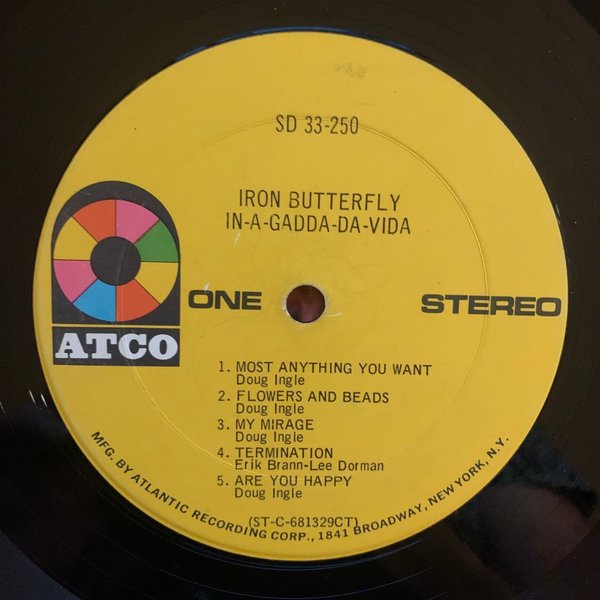 SD 33-250
IRON BUTTERFLY
IN-A-GADDA-DA-VIDA
ATCO
ONE
STEREO
1. MOST ANYTHING YOU WANT
Doug Ingle
2. FLOWERS AND BEADS
Doug Ingle
3. MY MIRAGE
Doug Ingle
4. TERMINATION
Erik Brann-Lee Dorman
5. ARE YOU HAPPY
Doug Ingle
(ST-C-681329CT)
MFG. BY ATLANTIC RECORDING CORP., 1841 BROADWAY, NEW YORK, N.Y.